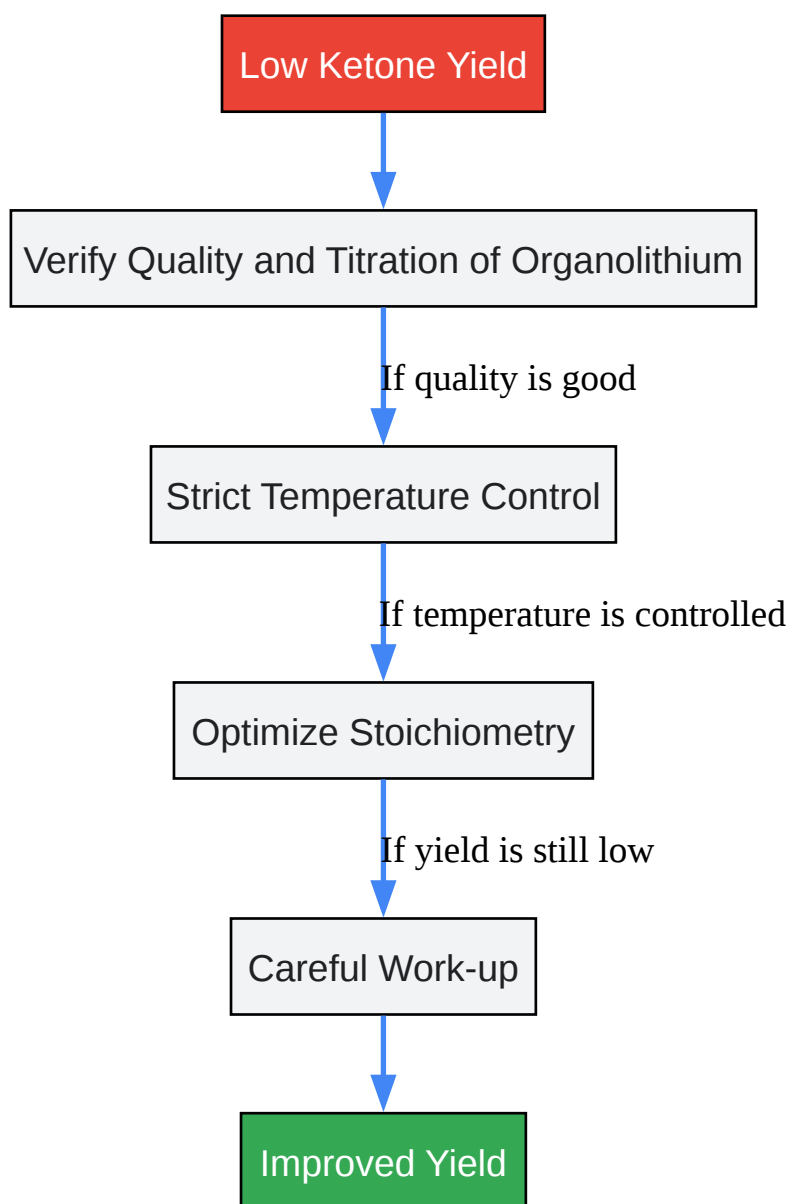 Low Ketone Yield
Verify Quality and Titration of Organolithium
If quality is good
Strict Temperature Control
If temperature is controlled
Optimize Stoichiometry
If yield is still low
Careful Work-up
Improved Yield